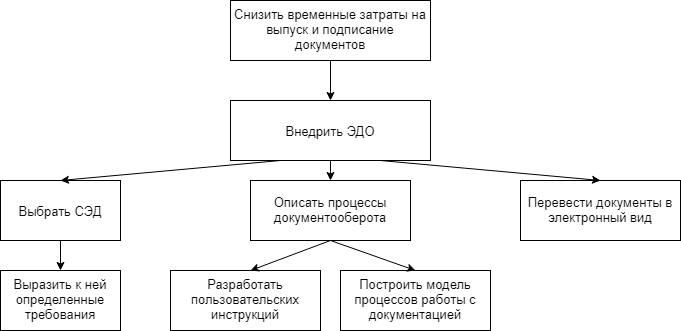 Снизить временные затраты на
выпуск и подписание
документов
Внедрить ЭДО
Выбрать СЭД
Описать процессы
документооберота
Перевести документы в
электронный вид
Выразить к ней
определенные
требования
Разработать
пользовательских
инструкций
Построить модель
процессов работы с
документацией